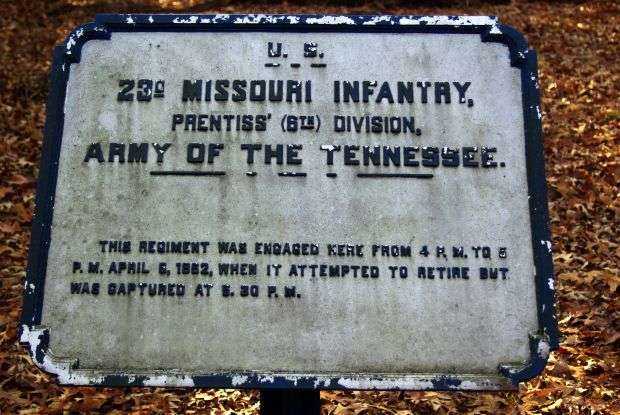 U. S.
23D MISSOURI INFANTRY,
PRENTISS' (6TH) DIVISION,
ARMY OF THE TENNESSEE.
THIS REGIMENT WAS ENGAGED HERE FROM 4 P. M. TO 5
P. M. APRIL 6, 1862, WHEN IT ATTEMPTED TO RETIRE BUT
WAS CAPTURED AT 5.30 P. M.